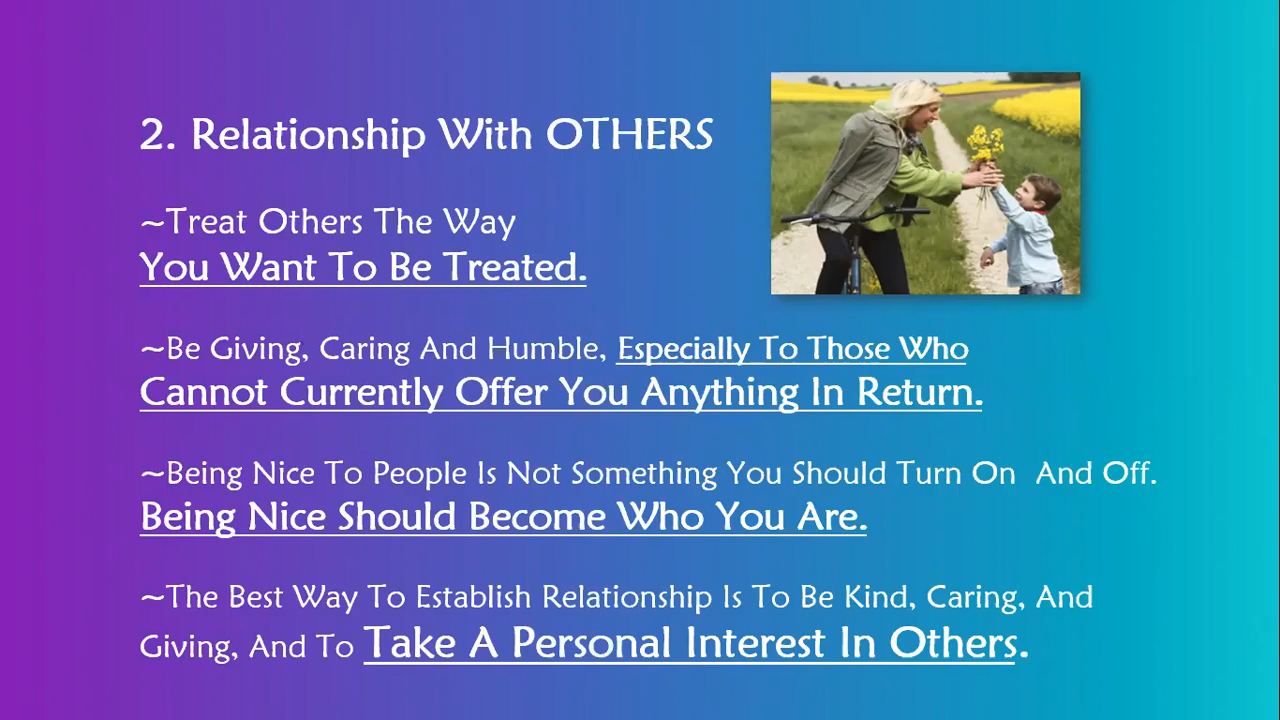 2. Relationship With OTHERS
~Treat Others The Way
You Want To Be Treated.
~Be Giving, Caring And Humble, Especially To Those Who
Cannot Currently Offer You Anything In Return.
~Being Nice To People Is Not Something You Should Turn On  And Off.
Being Nice Should Become Who You Are.
~The Best Way To Establish Relationship Is To Be Kind, Caring, And
Giving, And To Take A Personal Interest In Others.